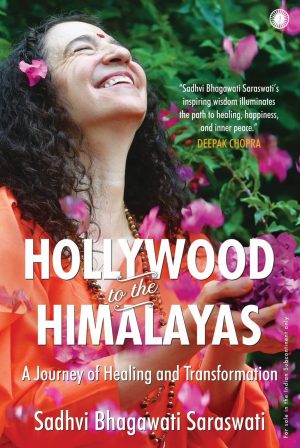 "Sadhvi Bhagawati Saraswati's
inspiring wisdom illuminates
the path to healing, happiness,
and inner peace."
DEEPAK CHOPRA
HOLLYWOOD
to the
HIMALAYAS
A Journey of Healing and Transformation
Sadhvi Bhagawati Saraswati
For sale in the Indian Subcontinent only